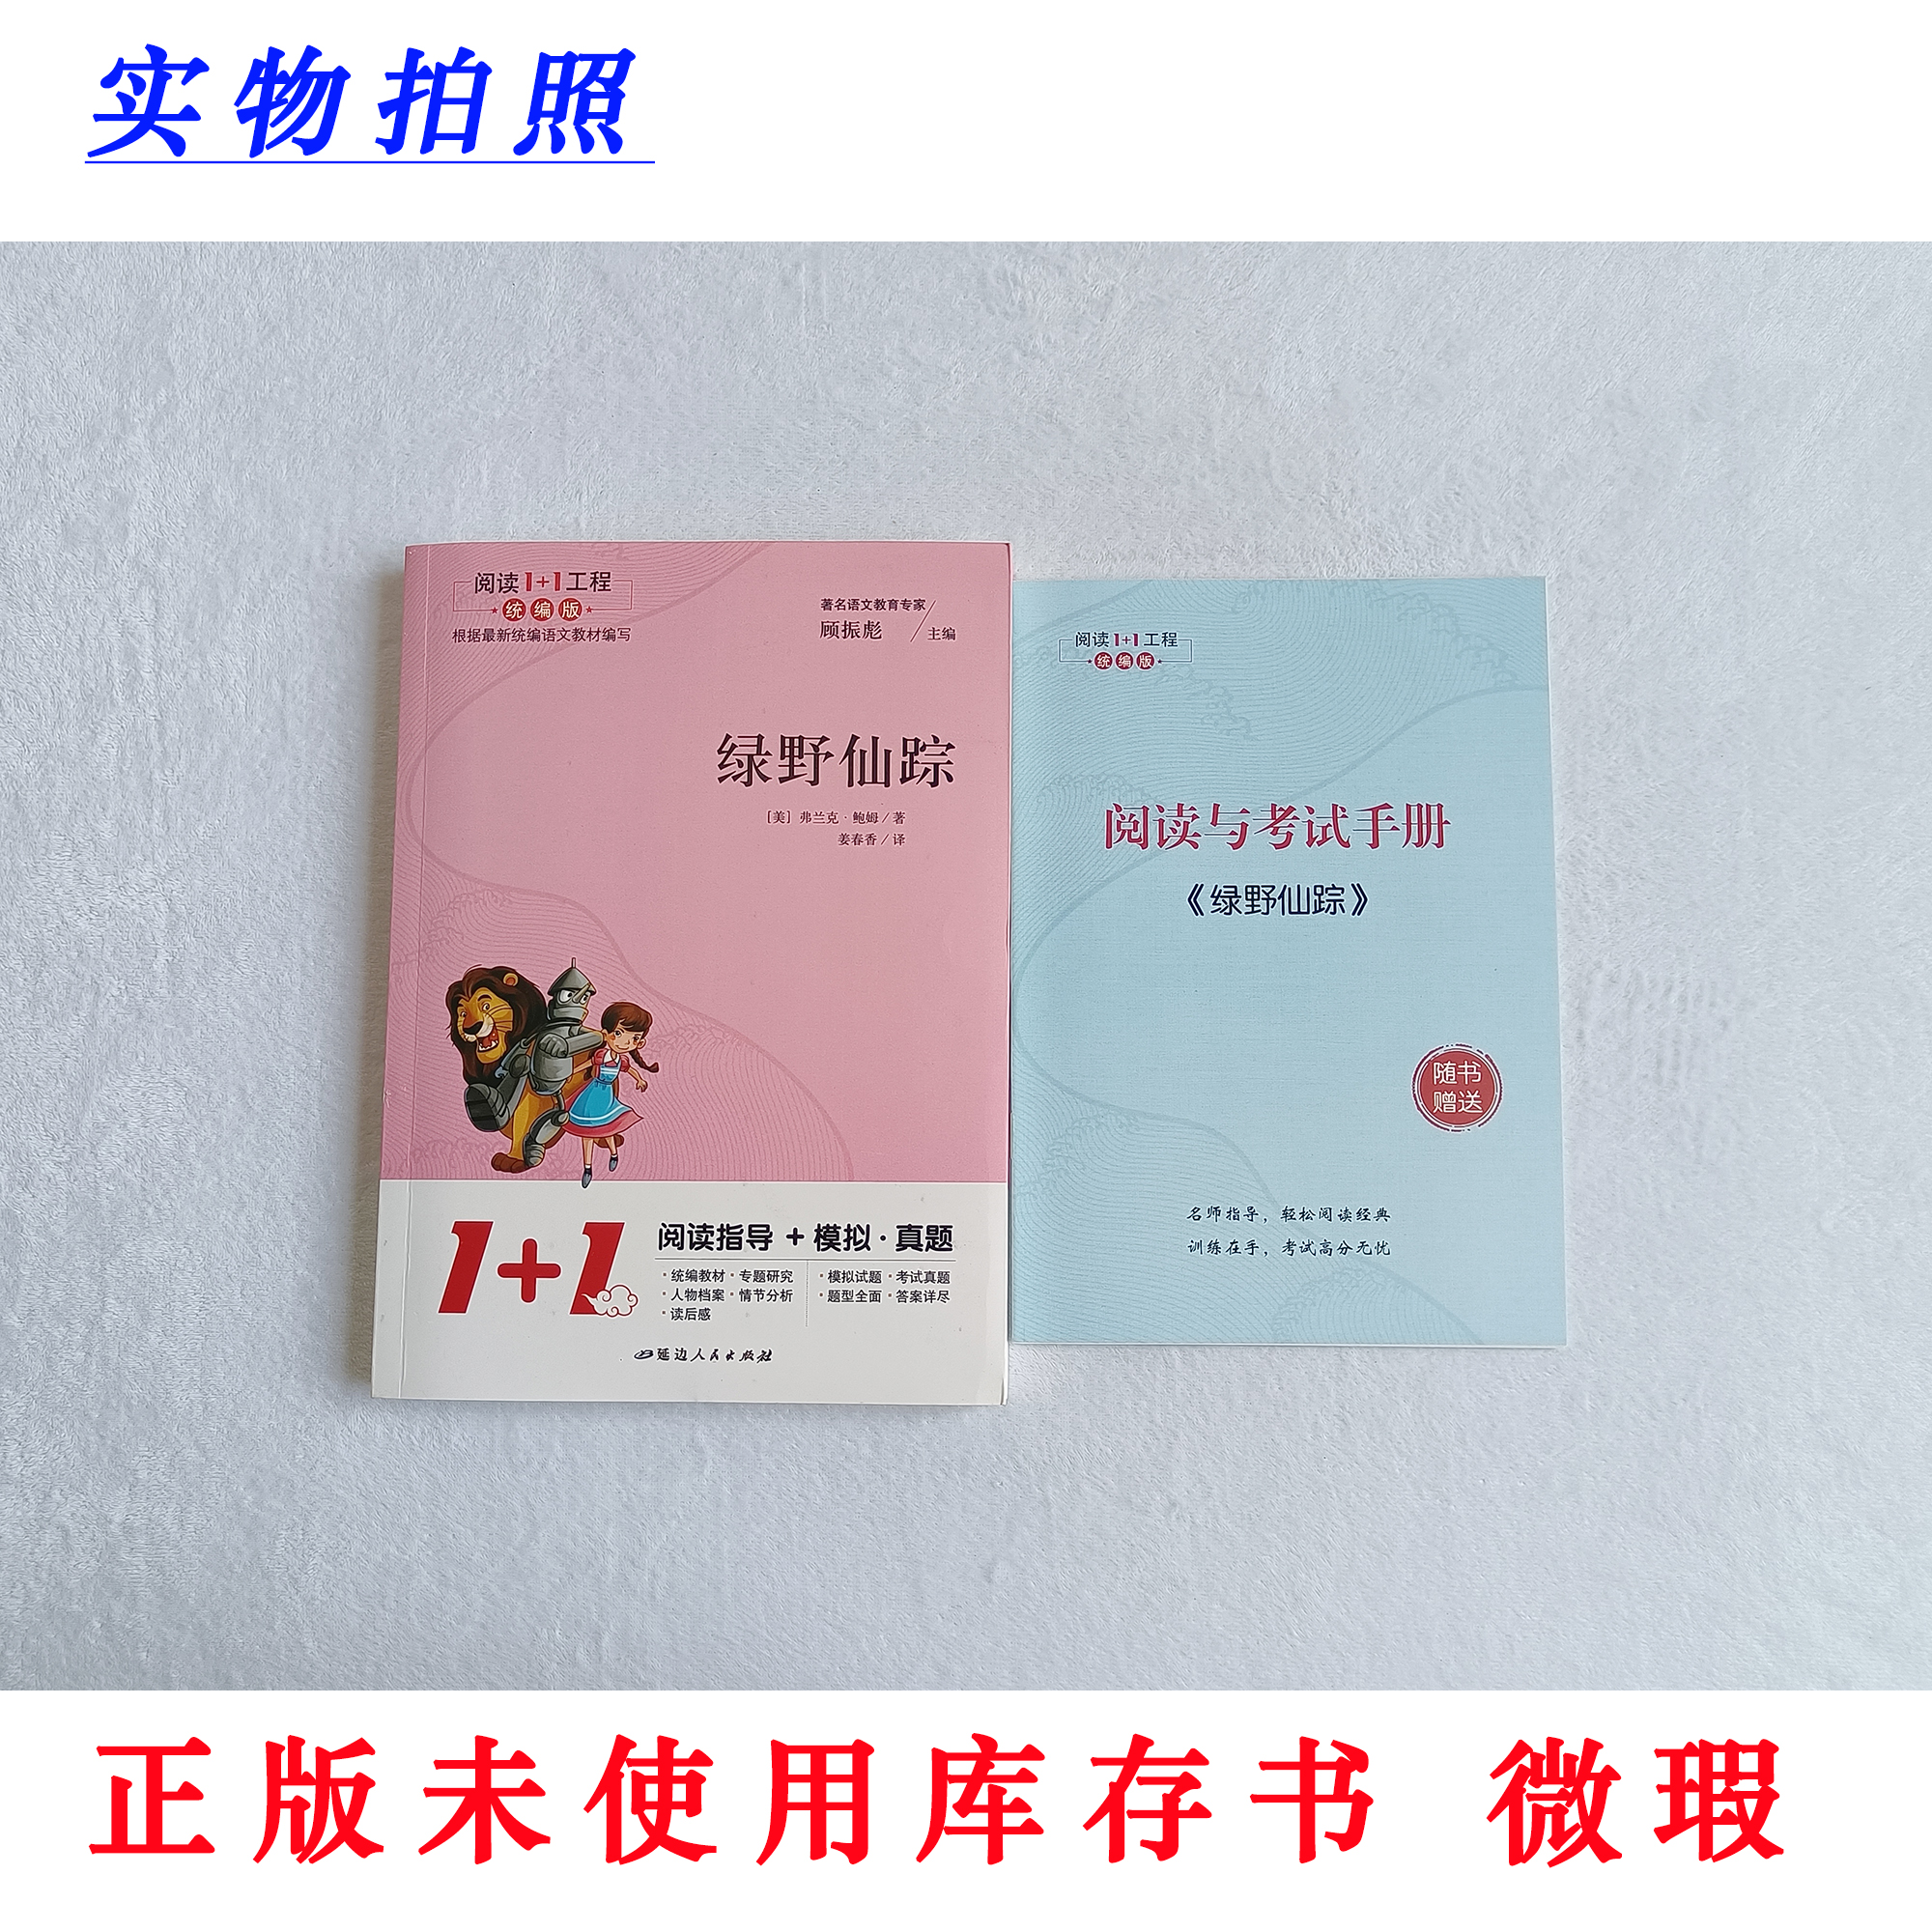 实物拍照
阅读1+1工程
统编版
根据最新统编语文教材编写
著名语文教育专家
顾振彪／主编
绿野仙踪
［美］弗兰克·鲍姆／著
姜春香／译
1+1
阅读指导＋模拟·真题
·统编教材·专题研究
·人物档案·情节分析
·读后感
·模拟试题·考试真题
·题型全面·答案详尽
延边人民出版社
阅读1+1工程
统编版
阅读与考试手册
《绿野仙踪》
随书
赠送
名师指导，轻松阅读经典
训练在手，考试高分无忧
正版未使用库存书 微瑕